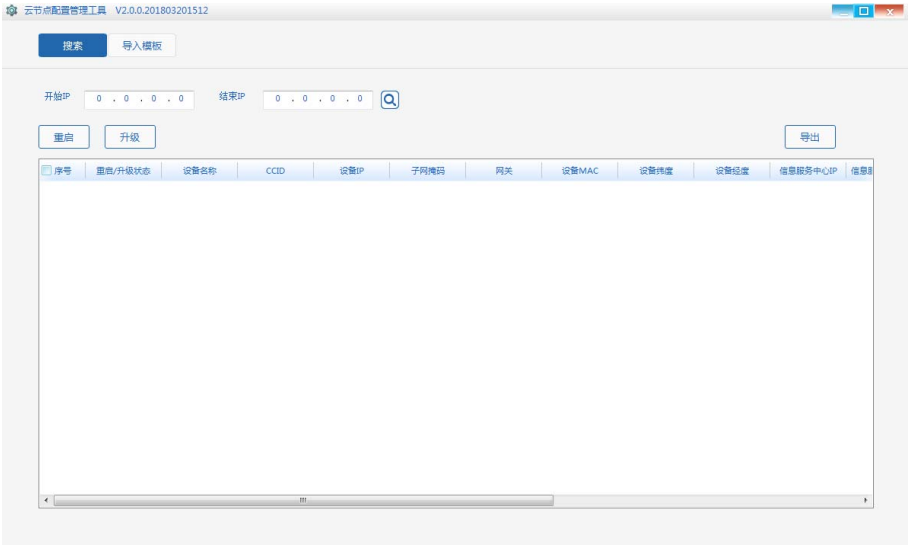 云节点配置管理工具 V2.0.0.201803201512
搜索 导入模板
开始IP 0 . 0 . 0 . 0 结束IP 0 . 0 . 0 . 0
重启 升级 导出
序号 重启/升级状态 设备名称 CCID 设备IP 子网掩码 网关 设备MAC 设备纬度 设备经度 信息服务中心IP 信息